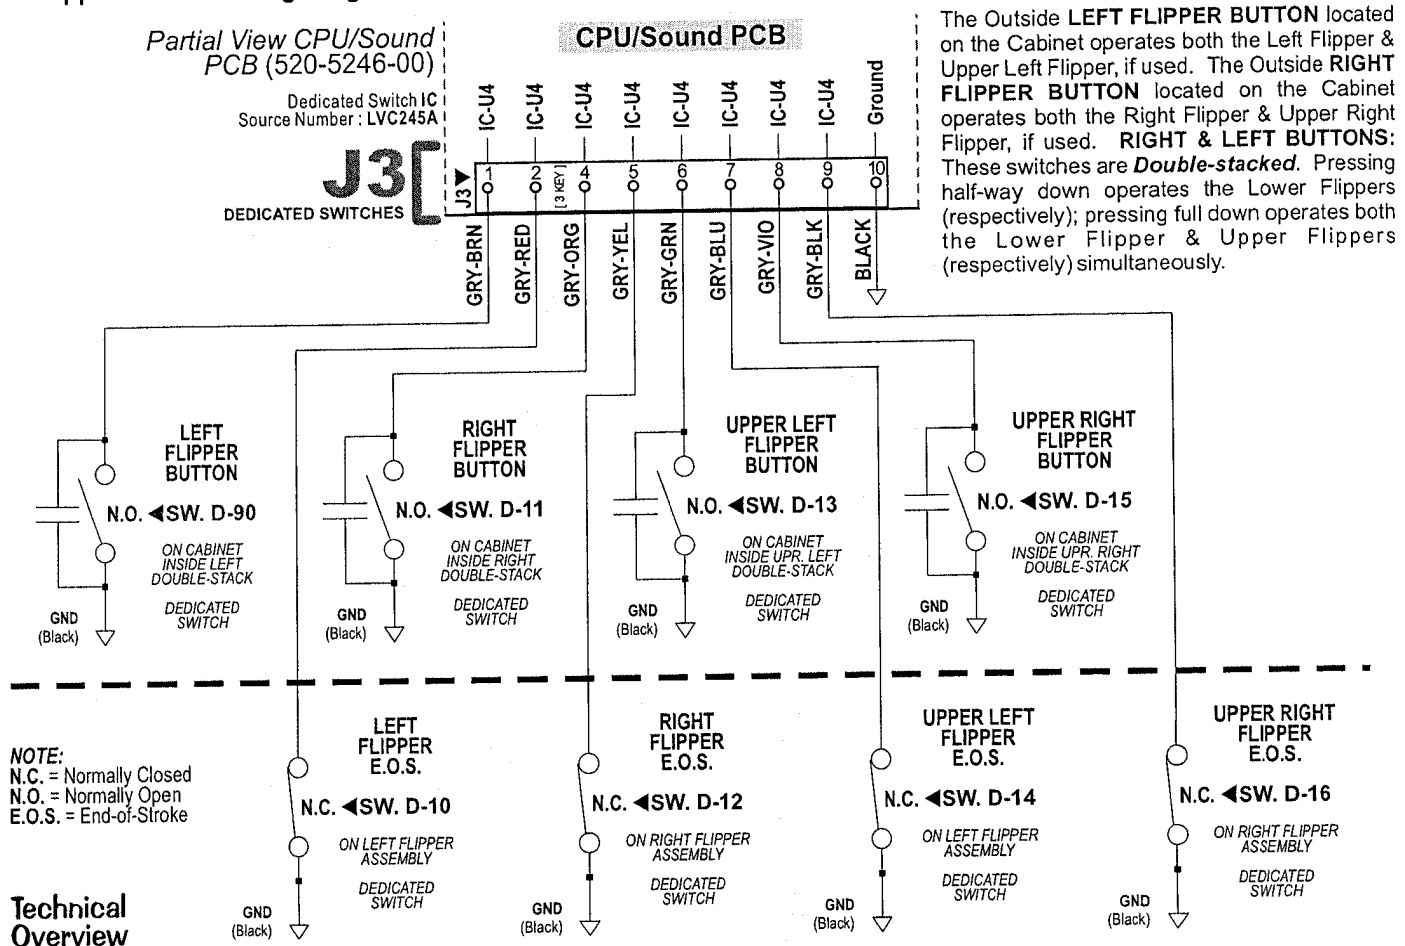 Partial View CPU/Sound
PCB (520-5246-00)
Dedicated Switch IC
Source Number : LVC245A
J3
DEDICATED SWITCHES
CPU/Sound PCB
IC-U4
IC-U4
IC-U4
IC-U4
IC-U4
IC-U4
IC-U4
IC-U4
Ground
J3
1
2
[3 KEY]
4
5
6
7
8
9
10
GRY-BRN
GRY-RED
GRY-ORG
GRY-YEL
GRY-GRN
GRY-BLU
GRY-VIO
GRY-BLK
BLACK
The Outside LEFT FLIPPER BUTTON located
on the Cabinet operates both the Left Flipper &
Upper Left Flipper, if used. The Outside RIGHT
FLIPPER BUTTON located on the Cabinet
operates both the Right Flipper & Upper Right
Flipper, if used. RIGHT & LEFT BUTTONS:
These switches are Double-stacked. Pressing
half-way down operates the Lower Flippers
(respectively); pressing full down operates both
the Lower Flipper & Upper Flippers
(respectively) simultaneously.
LEFT
FLIPPER
BUTTON
N.O. ◄SW. D-90
ON CABINET
INSIDE LEFT
DOUBLE-STACK
DEDICATED
SWITCH
GND
(Black)
RIGHT
FLIPPER
BUTTON
N.O. ◄SW. D-11
ON CABINET
INSIDE RIGHT
DOUBLE-STACK
DEDICATED
SWITCH
GND
(Black)
UPPER LEFT
FLIPPER
BUTTON
N.O. ◄SW. D-13
ON CABINET
INSIDE UPR. LEFT
DOUBLE-STACK
DEDICATED
SWITCH
GND
(Black)
UPPER RIGHT
FLIPPER
BUTTON
N.O. ◄SW. D-15
ON CABINET
INSIDE UPR. RIGHT
DOUBLE-STACK
DEDICATED
SWITCH
GND
(Black)
NOTE:
N.C. = Normally Closed
N.O. = Normally Open
E.O.S. = End-of-Stroke
LEFT
FLIPPER
E.O.S.
N.C. ◄SW. D-10
ON LEFT FLIPPER
ASSEMBLY
DEDICATED
SWITCH
GND
(Black)
RIGHT
FLIPPER
E.O.S.
N.C. ◄SW. D-12
ON RIGHT FLIPPER
ASSEMBLY
DEDICATED
SWITCH
GND
(Black)
UPPER LEFT
FLIPPER
E.O.S.
N.C. ◄SW. D-14
ON LEFT FLIPPER
ASSEMBLY
DEDICATED
SWITCH
GND
(Black)
UPPER RIGHT
FLIPPER
E.O.S.
N.C. ◄SW. D-16
ON RIGHT FLIPPER
ASSEMBLY
DEDICATED
SWITCH
GND
(Black)
Technical
Overview